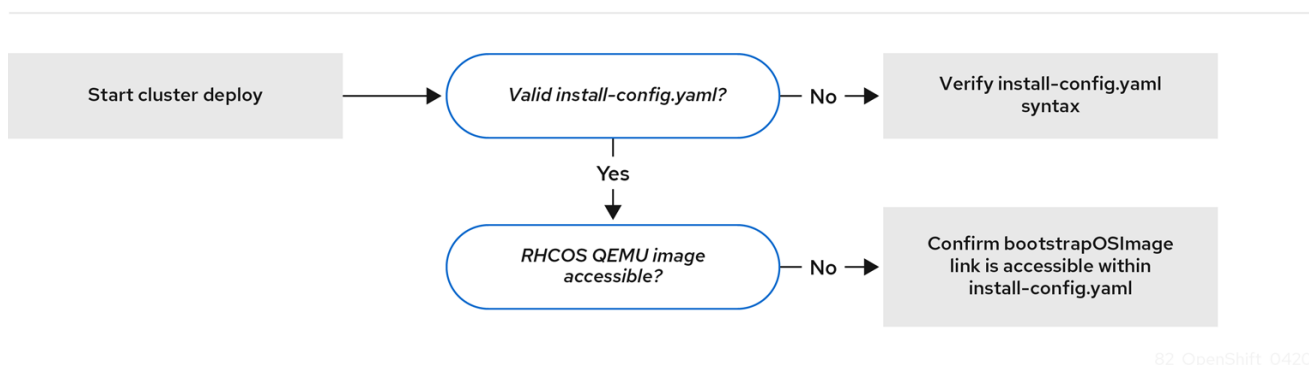 Start cluster deploy
Valid install-config.yaml?
No
Verify install-config.yaml
syntax
Yes
RHCOS QEMU image
accessible?
No
Confirm bootstrapOSImage
link is accessible within
install-config.yaml
82_OpenShift_0420